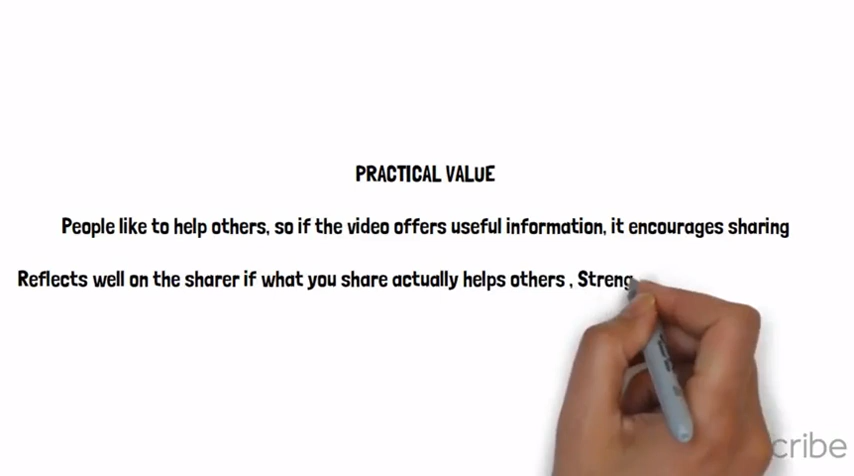 PRACTICAL VALUE
People like to help others, so if the video offers useful information, it encourages sharing
Reflects well on the sharer if what you share actually helps others , Streng
cribe